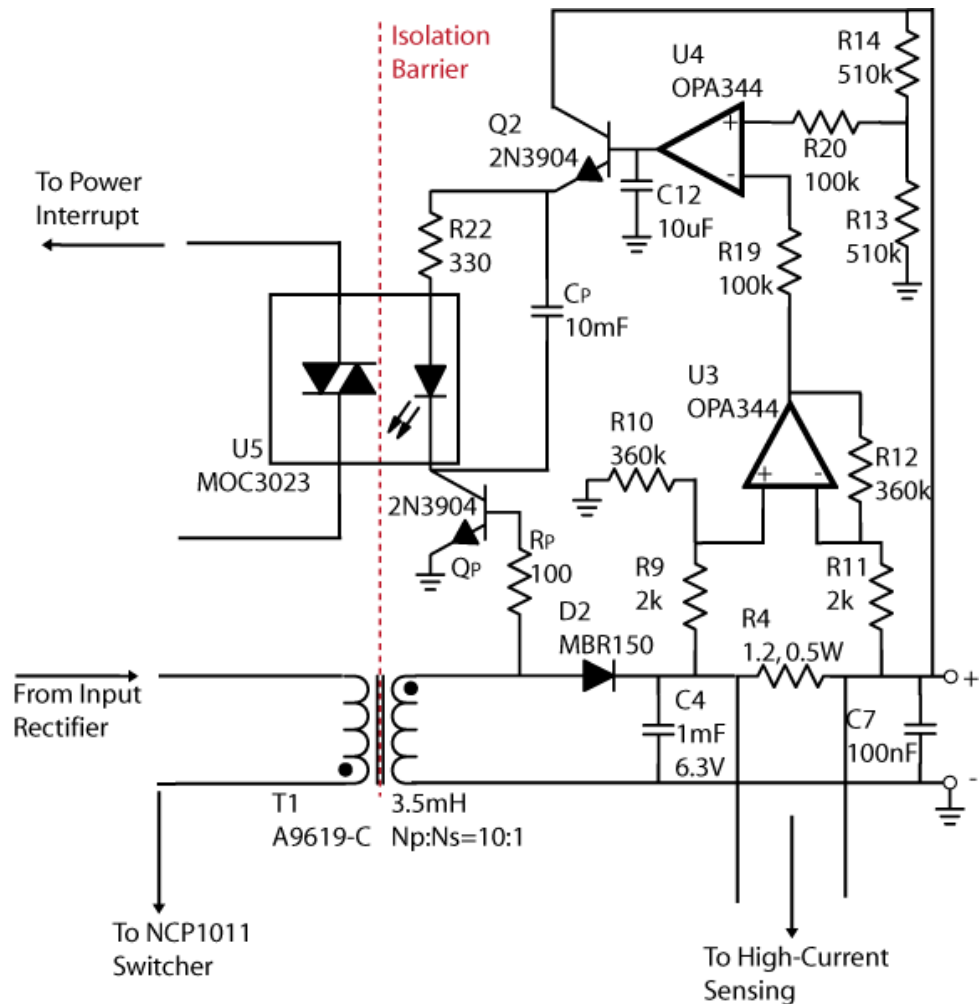 Isolation
Barrier
U4
OPA344
R14
510k
Q2
2N3904
+
-
R20
100k
To Power
Interrupt
C12
10uF
R13
510k
R22
330
R19
100k
CP
10mF
U3
OPA344
U5
MOC3023
R10
360k
+
-
R12
360k
2N3904
QP
RP
100
R9
2k
R11
2k
D2
MBR150
R4
1.2, 0.5W
From Input
Rectifier
+
C4
1mF
6.3V
C7
100nF
-
T1
A9619-C
3.5mH
Np:Ns=10:1
To NCP1011
Switcher
To High-Current
Sensing